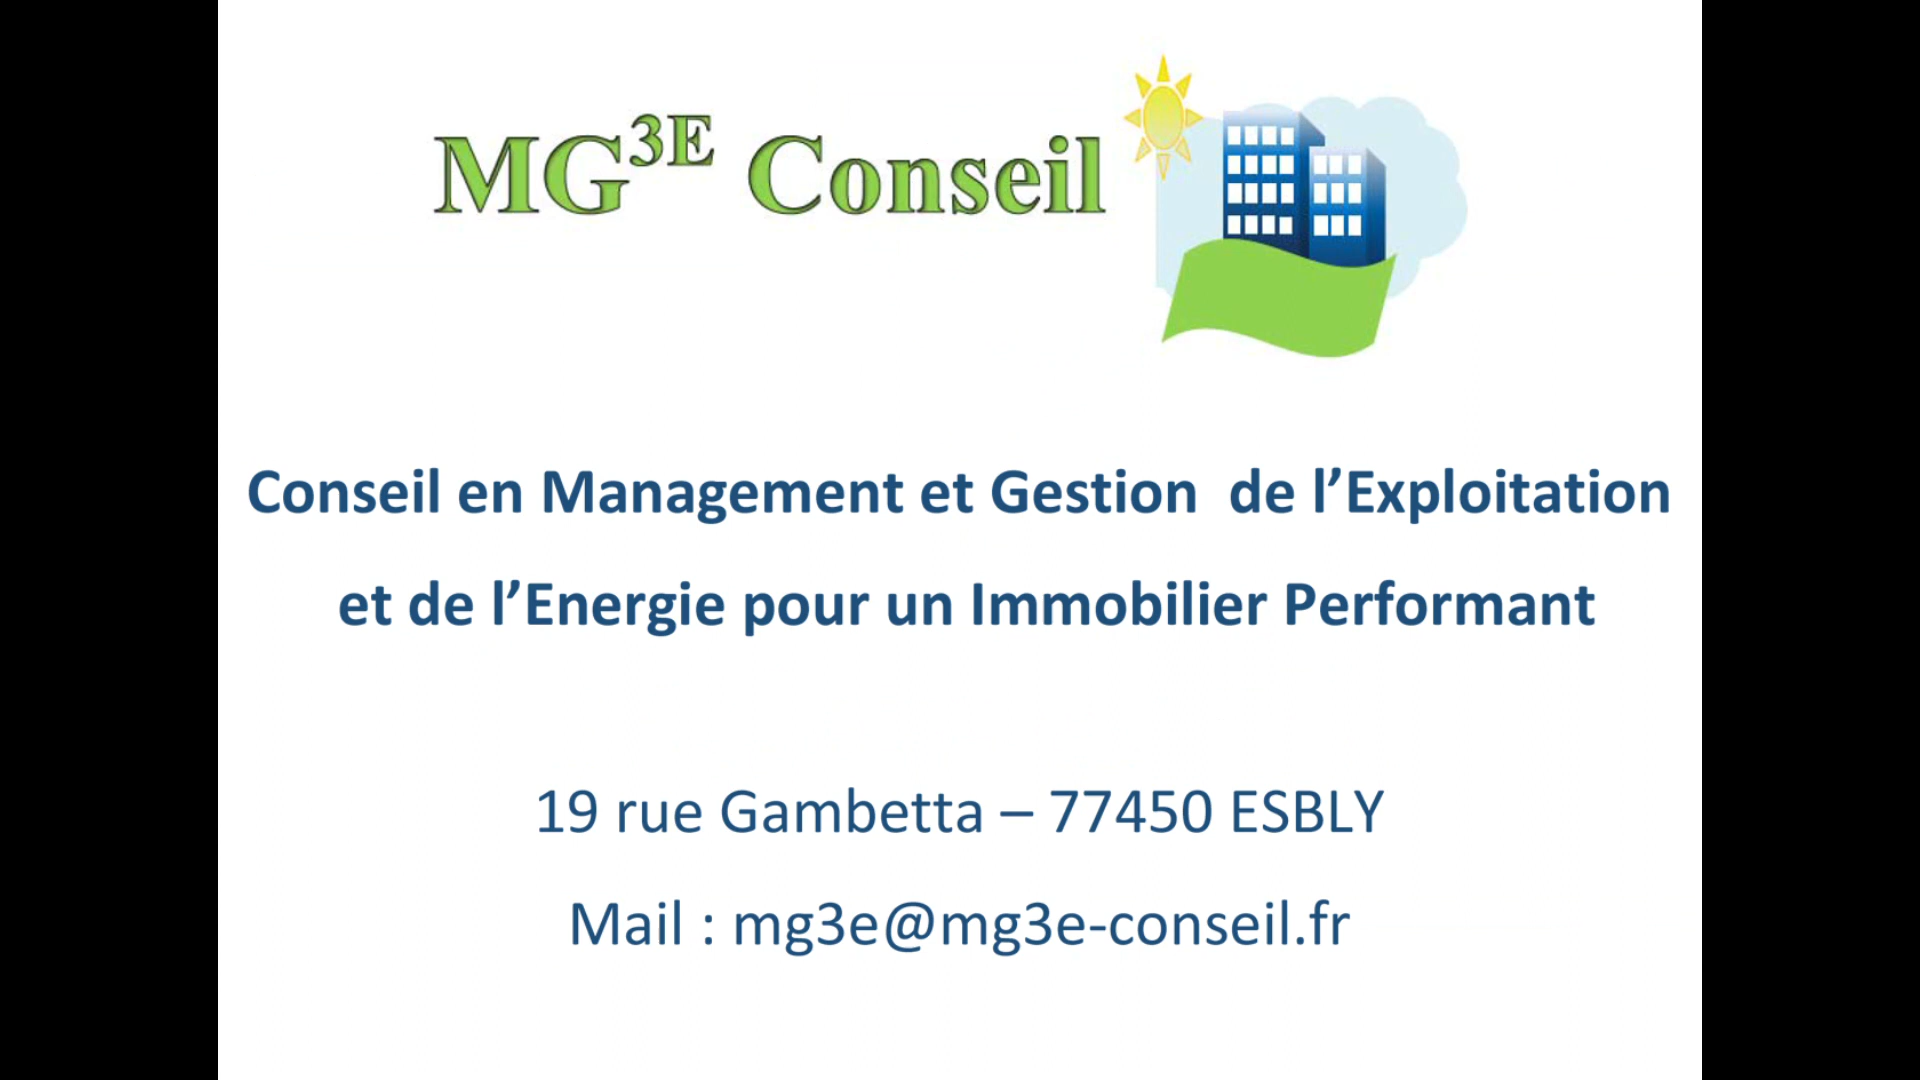 MG3E Conseil
Conseil en Management et Gestion  de l’Exploitation
et de l’Energie pour un Immobilier Performant
19 rue Gambetta – 77450 ESBLY
Mail : mg3e@mg3e-conseil.fr